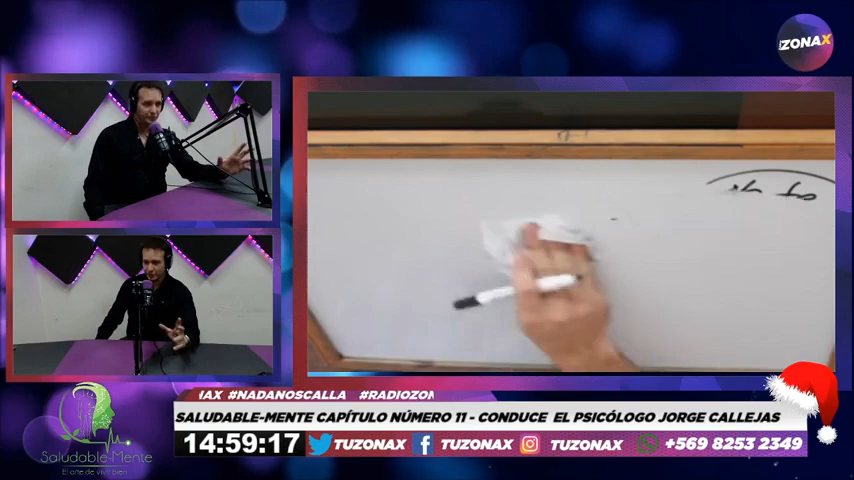 ZONAX
IAX #NADANOSCALLA #RADIOZON
SALUDABLE-MENTE CAPÍTULO NÚMERO 11 - CONDUCE EL PSICÓLOGO JORGE CALLEJAS
14:59:17 TUZONAX TUZONAX TUZONAX +569 8253 2349
Saludable-Mente
El arte de vivir bien